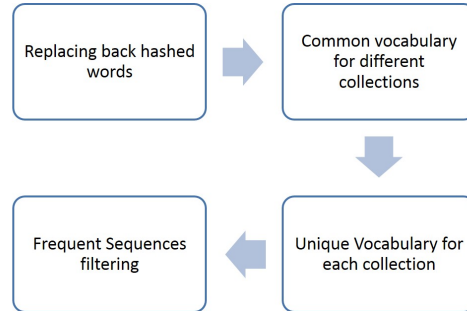 Replacing back hashed
words
Common vocabulary
for different
collections
Unique Vocabulary for
each collection
Frequent Sequences
filtering